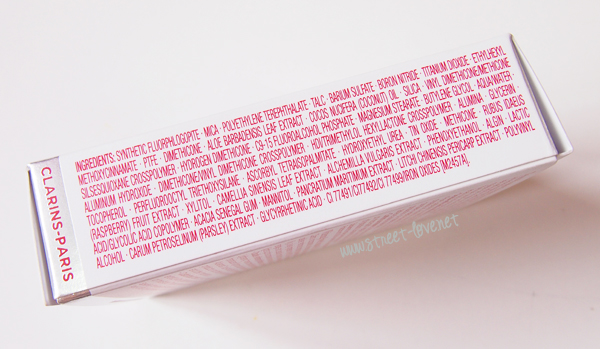 INGREDIENTS: SYNTHETIC FLUORPHLOGOPITE · MICA · POLYETHYLENE TEREPHTHALATE · TALC · BARIUM SULFATE · BORON NITRIDE · TITANIUM DIOXIDE · ETHYLHEXYL
METHOXYCINNAMATE · PTFE · DIMETHICONE · ALOE BARBADENSIS LEAF EXTRACT · COCOS NUCIFERA (COCONUT) OIL · SILICA · VINYL DIMETHICONE/METHICONE
SILSESQUIOXANE CROSSPOLYMER · HYDROGEN DIMETHICONE · C9-15 FLUOROALCOHOL PHOSPHATE · MAGNESIUM STEARATE · BUTYLENE GLYCOL · AQUA/WATER ·
ALUMINUM HYDROXIDE · DIMETHICONE/VINYL DIMETHICONE CROSSPOLYMER · HDI/TRIMETHYLOL HEXYLLACTONE CROSSPOLYMER · ALUMINA · GLYCERIN ·
TOCOPHEROL · PERFLUOROOCTYL TRIETHOXYSILANE · ASCORBYL TETRAISOPALMITATE · HYDROXYETHYL UREA · TIN OXIDE · METHICONE · RUBUS IDAEUS
(RASPBERRY) FRUIT EXTRACT · XYLITOL · CAMELLIA SINENSIS LEAF EXTRACT · ALCHEMILLA VULGARIS EXTRACT · PHENOXYETHANOL · ALGIN · LACTIC
ACID/GLYCOLIC ACID COPOLYMER · ACACIA SENEGAL GUM · MANNITOL · PANCRATIUM MARITIMUM EXTRACT · LITCHI CHINENSIS PERICARP EXTRACT · POLYVINYL
ALCOHOL · CARUM PETROSELINUM (PARSLEY) EXTRACT · GLYCYRRHETINIC ACID · CI 77491/CI 77492/CI 77499/IRON OXIDES. [M2457A].
CLARINS-PARIS
www.street-love.net